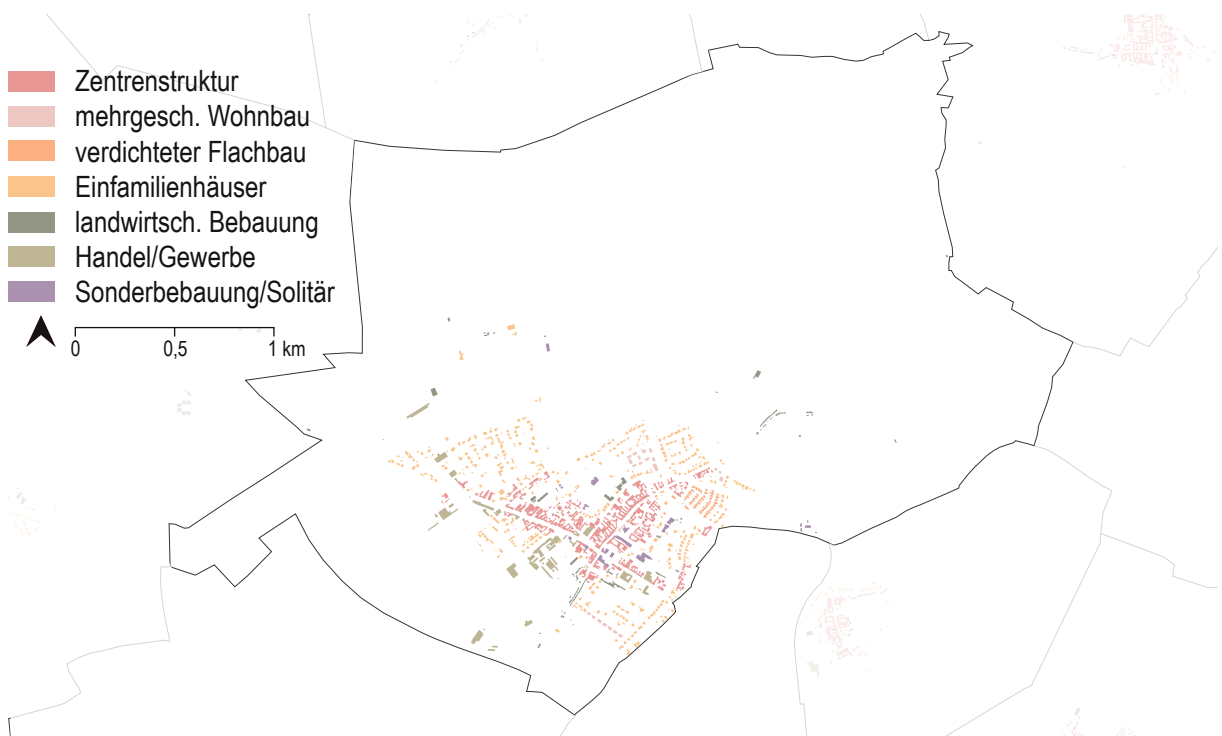 Zentrenstruktur
mehrgesch. Wohnbau
verdichteter Flachbau
Einfamilienhäuser
landwirtsch. Bebauung
Handel/Gewerbe
Sonderbebauung/Solitär
0 0,5 1 km